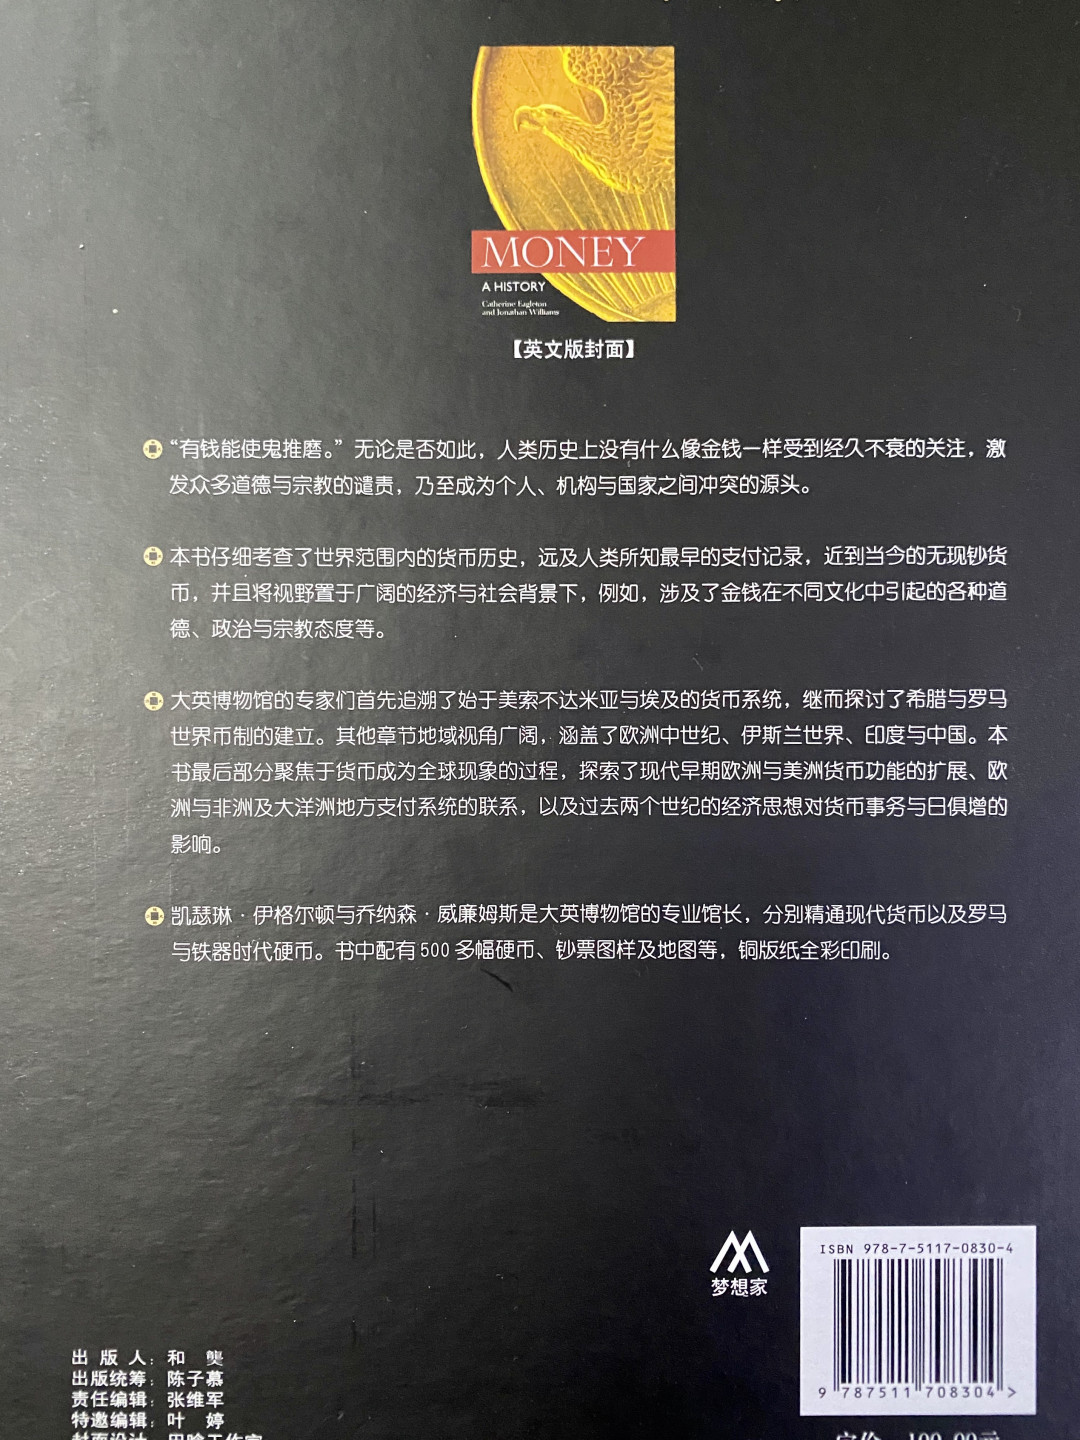 MONEY
A HISTORY
Catherine Eagleton
and Jonathan Williams
【英文版封面】
“有钱能使鬼推磨。”无论是否如此，人类历史上没有什么像金钱一样受到经久不衰的关注，激
发众多道德与宗教的谴责，乃至成为个人、机构与国家之间冲突的源头。
本书仔细考查了世界范围内的货币历史，远及人类所知最早的支付记录，近到当今的无现钞货
币，并且将视野置于广阔的经济与社会背景下，例如，涉及了金钱在不同文化中引起的各种道
德、政治与宗教态度等。
大英博物馆的专家们首先追溯了始于美索不达米亚与埃及的货币系统，继而探讨了希腊与罗马
世界币制的建立。其他章节地域视角广阔，涵盖了欧洲中世纪、伊斯兰世界、印度与中国。本
书最后部分聚焦于货币成为全球现象的过程，探索了现代早期欧洲与美洲货币功能的扩展、欧
洲与非洲及大洋洲地方支付系统的联系，以及过去两个世纪的经济思想对货币事务与日俱增的
影响。
凯瑟琳·伊格尔顿与乔纳森·威廉姆斯是大英博物馆的专业馆长，分别精通现代货币以及罗马
与铁器时代硬币。书中配有500多幅硬币、钞票图样及地图等，铜版纸全彩印刷。
梦想家
ISBN 978-7-5117-0830-4
9 787511 708304 >
出 版 人：和 龑
出版统筹：陈子慕
责任编辑：张维军
特邀编辑：叶 婷